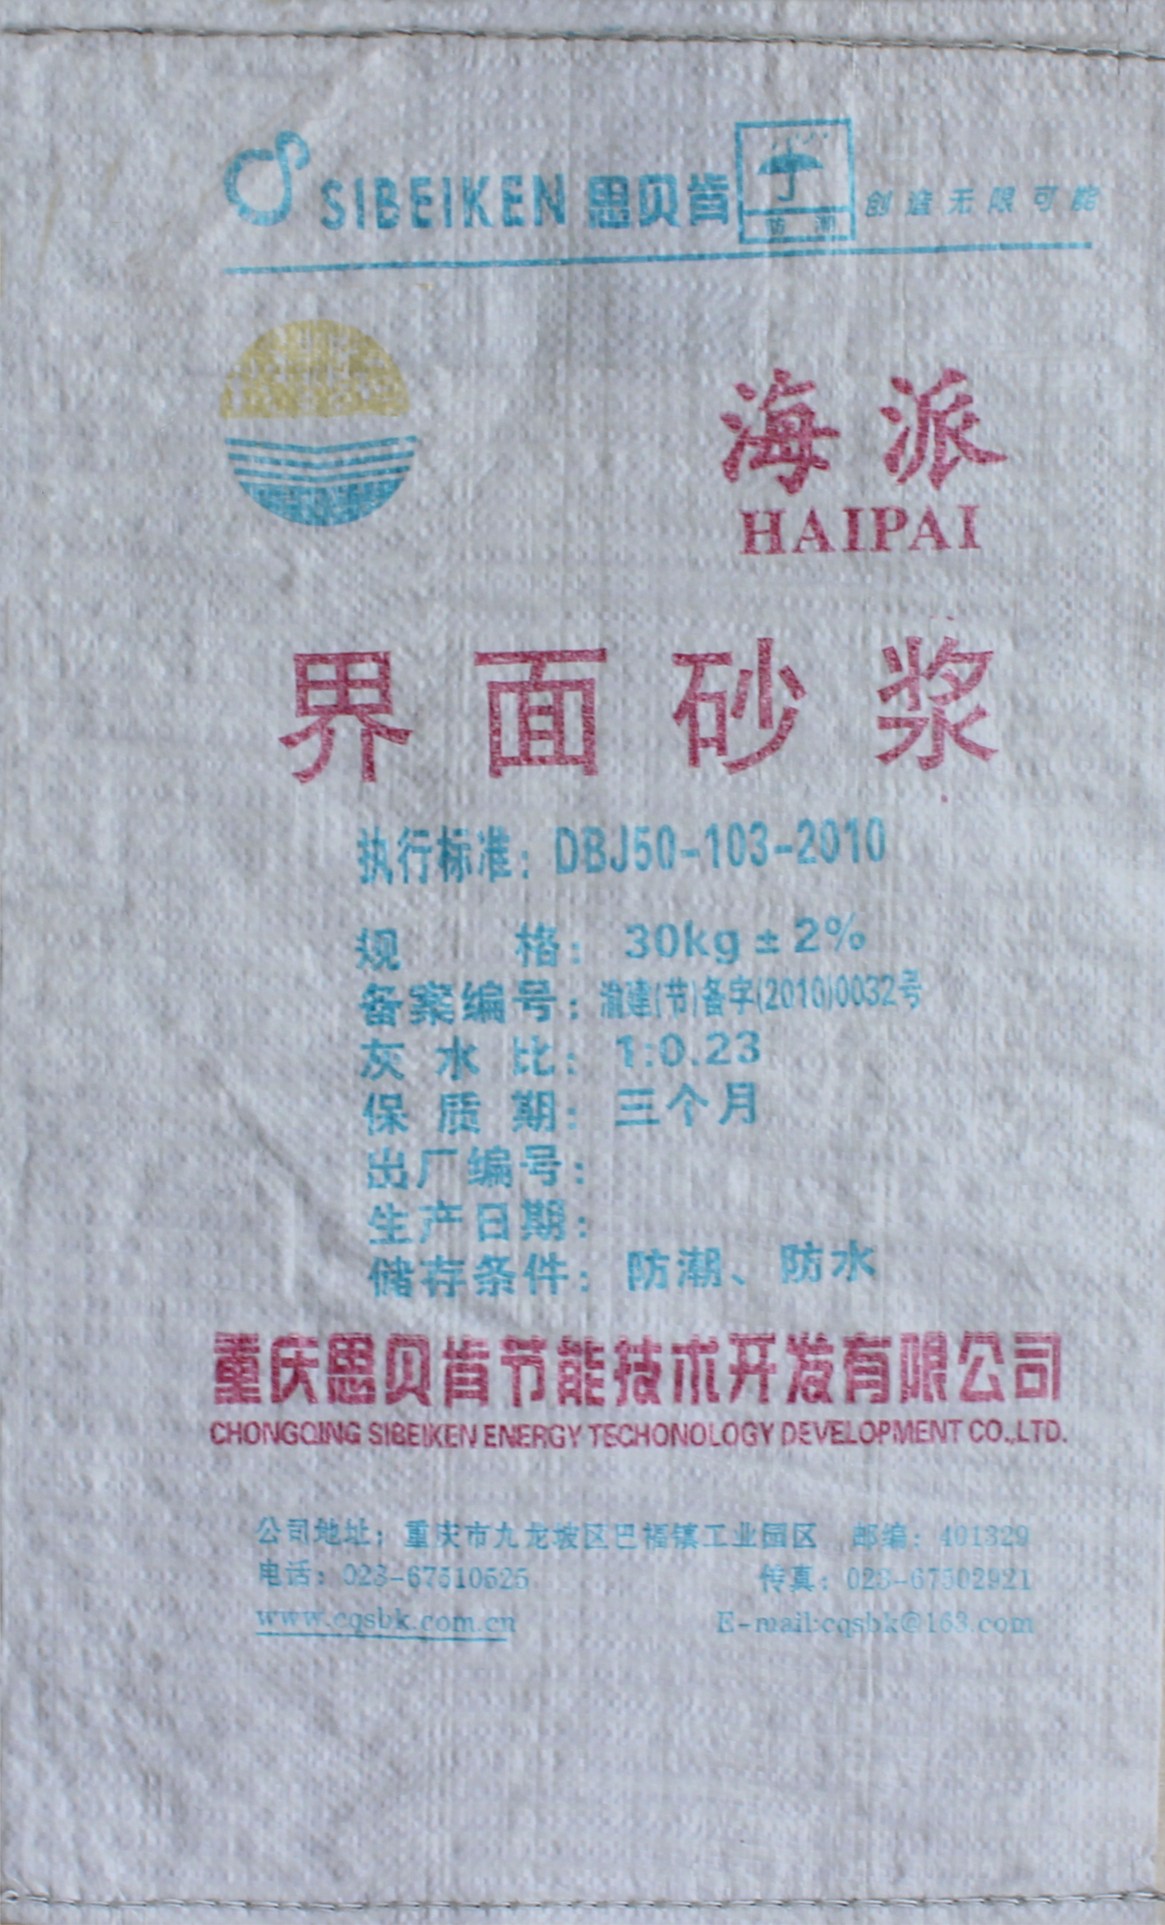 SIBEIKEN 思贝肯 防 潮 创造无限可能
海派
HAIPAI
界面砂浆
执行标准：DBJ50-103-2010
规 格：30kg±2%
备案编号：渝建(节)备字(2010)0032号
灰水比：1:0.23
保质期：三个月
出厂编号：
生产日期：
储存条件：防潮、防水
重庆思贝肯节能技术开发有限公司
CHONGQING SIBEIKEN ENERGY TECHONOLOGY DEVELOPMENT CO.,LTD.
公司地址：重庆市九龙坡区巴福镇工业园区 邮编：401329
电话：023-67510525 传真：023-67502921
www.cqsbk.com.cn E-mail:cqsbk@163.com